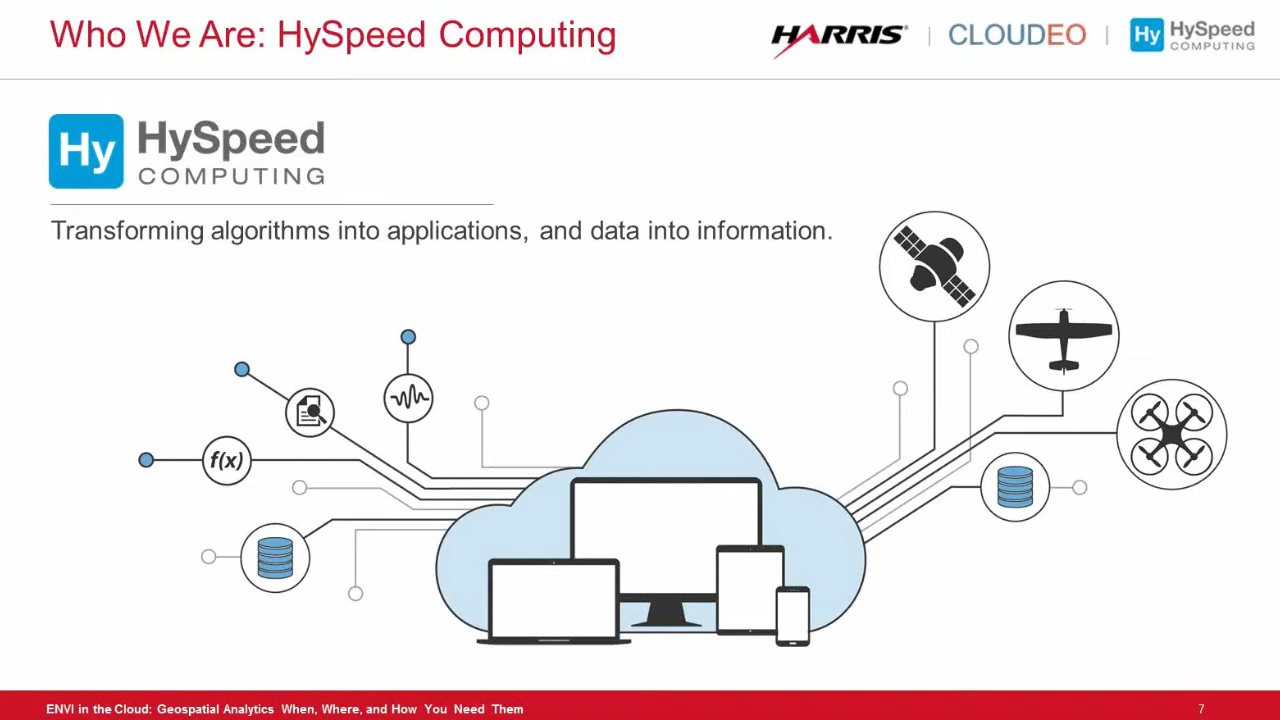 Who We Are: HySpeed Computing
HARRIS® | CLOUDEO | Hy HySpeed COMPUTING
Hy HySpeed
COMPUTING
Transforming algorithms into applications, and data into information.
f(x)
ENVI in the Cloud: Geospatial Analytics When, Where, and How You Need Them 7